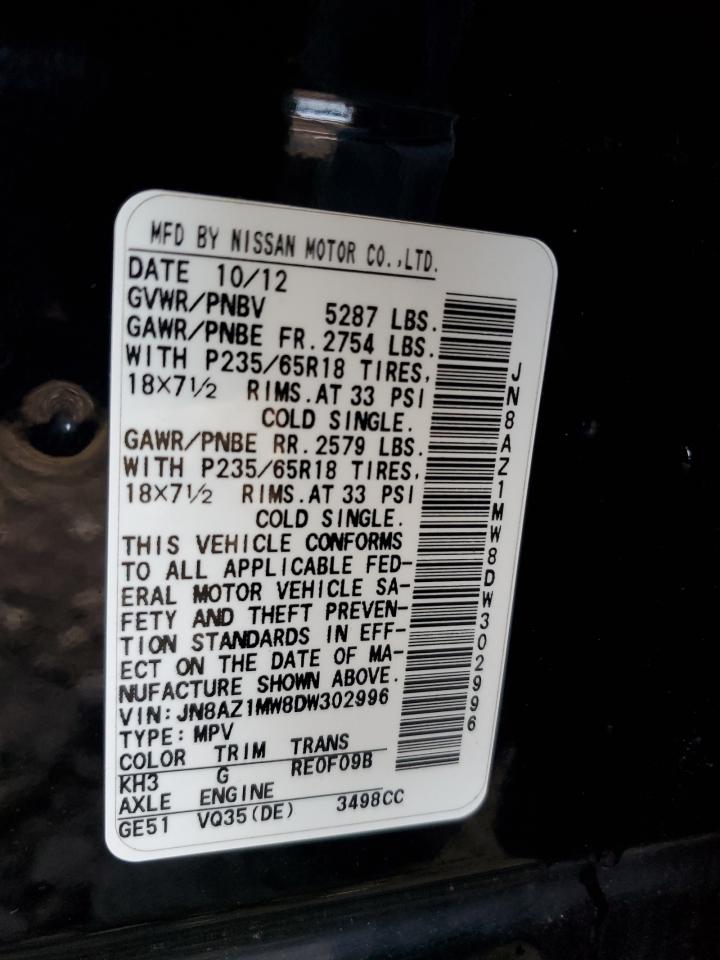 MFD BY NISSAN MOTOR CO.,LTD.
DATE 10/12
GVWR/PNBV 5287 LBS.
GAWR/PNBE FR. 2754 LBS.
WITH P235/65R18 TIRES,
18×7½ RIMS. AT 33 PSI
COLD SINGLE.
GAWR/PNBE RR. 2579 LBS.
WITH P235/65R18 TIRES,
18×7½ RIMS. AT 33 PSI
COLD SINGLE.
THIS VEHICLE CONFORMS
TO ALL APPLICABLE FED-
ERAL MOTOR VEHICLE SA-
FETY AND THEFT PREVEN-
TION STANDARDS IN EFF-
ECT ON THE DATE OF MA-
NUFACTURE SHOWN ABOVE.
VIN: JN8AZ1MW8DW302996
TYPE: MPV
COLOR TRIM TRANS
KH3 G RE0F09B
AXLE ENGINE
GE51 VQ35(DE) 3498CC
JN8AZ1MW8DW302996